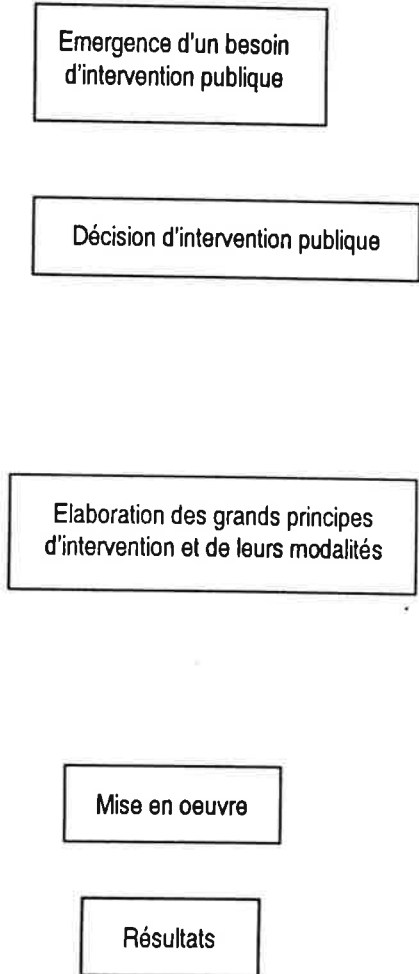 Emergence d'un besoin
d'intervention publique
Décision d'intervention publique
Elaboration des grands principes
d'intervention et de leurs modalités
Mise en oeuvre
Résultats